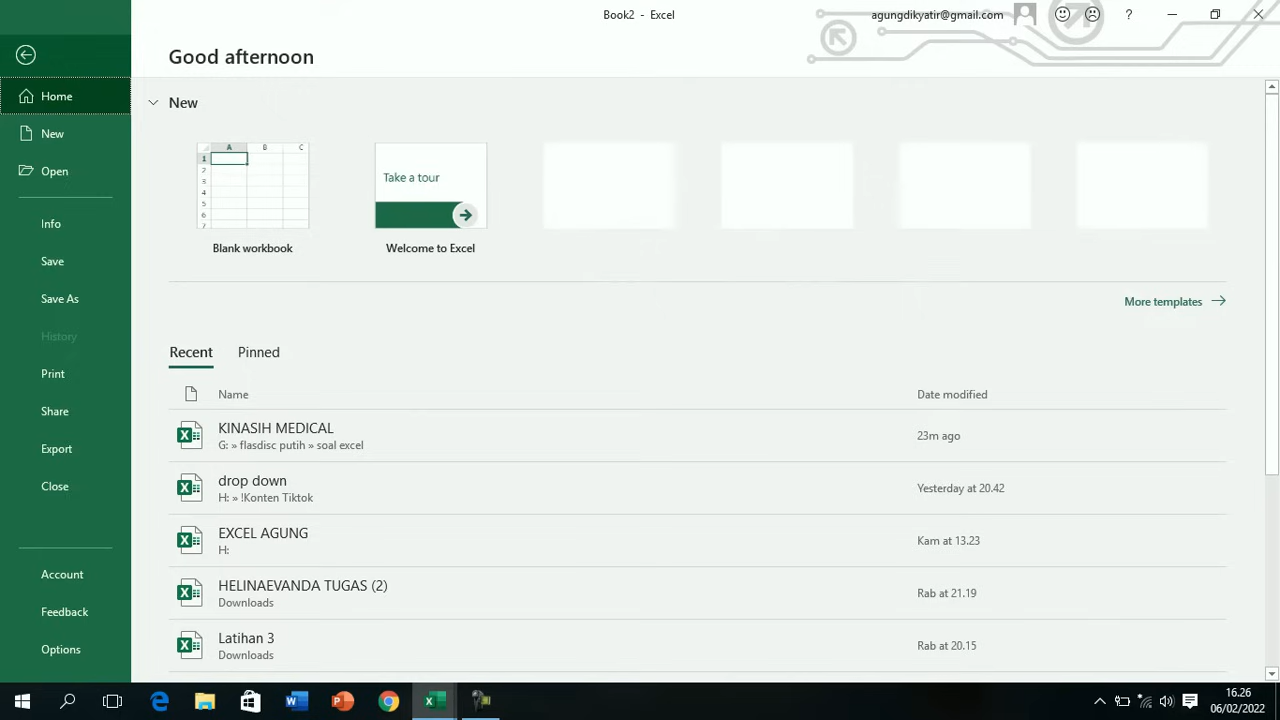 Book2 - Excel
agungdikyatir@gmail.com
?
Good afternoon
Home
New
Open
Info
Save
Save As
History
Print
Share
Export
Close
Account
Feedback
Options
New
A B C
1
2
3
4
5
6
7
Blank workbook
Take a tour
Welcome to Excel
More templates
Recent Pinned
Name Date modified
KINASIH MEDICAL
G: » flasdisc putih » soal excel
23m ago
drop down
H: » !Konten Tiktok
Yesterday at 20.42
EXCEL AGUNG
H:
Kam at 13.23
HELINAEVANDA TUGAS (2)
Downloads
Rab at 21.19
Latihan 3
Downloads
Rab at 20.15
16.26
06/02/2022